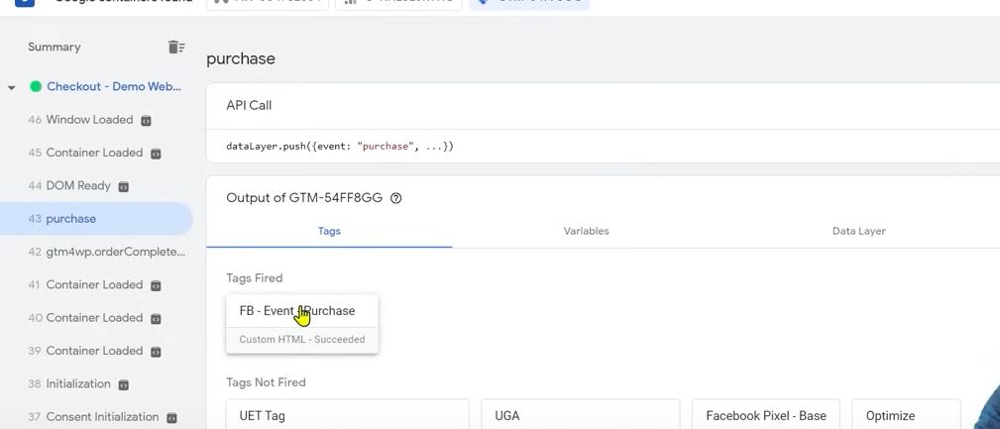 Summary
Checkout - Demo Web...
46 Window Loaded
45 Container Loaded
44 DOM Ready
43 purchase
42 gtm4wp.orderComplete...
41 Container Loaded
40 Container Loaded
39 Container Loaded
38 Initialization
37 Consent Initialization
purchase
API Call
dataLayer.push({event: "purchase", ...})
Output of GTM-54FF8GG
Tags
Variables
Data Layer
Tags Fired
FB - Event - Purchase
Custom HTML - Succeeded
Tags Not Fired
UET Tag
UGA
Facebook Pixel - Base
Optimize